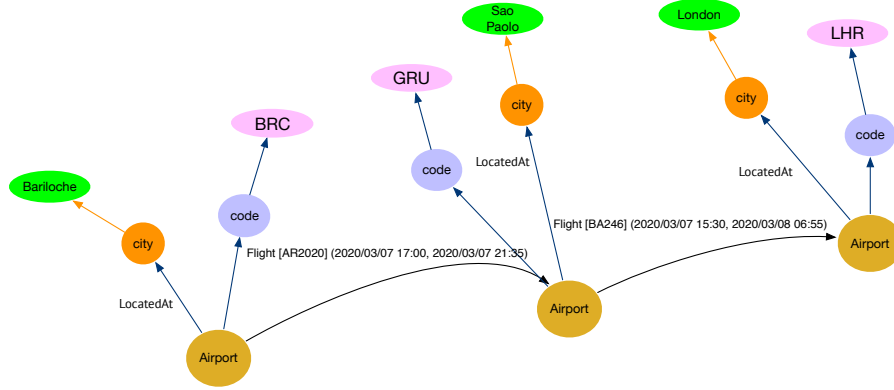 Sao
Paolo
London
LHR
GRU
city
city
BRC
code
LocatedAt
code
LocatedAt
Bariloche
code
city
Flight [BA246] (2020/03/07 15:30, 2020/03/08 06:55)
Airport
Flight [AR2020] (2020/03/07 17:00, 2020/03/07 21:35)
LocatedAt
Airport
Airport